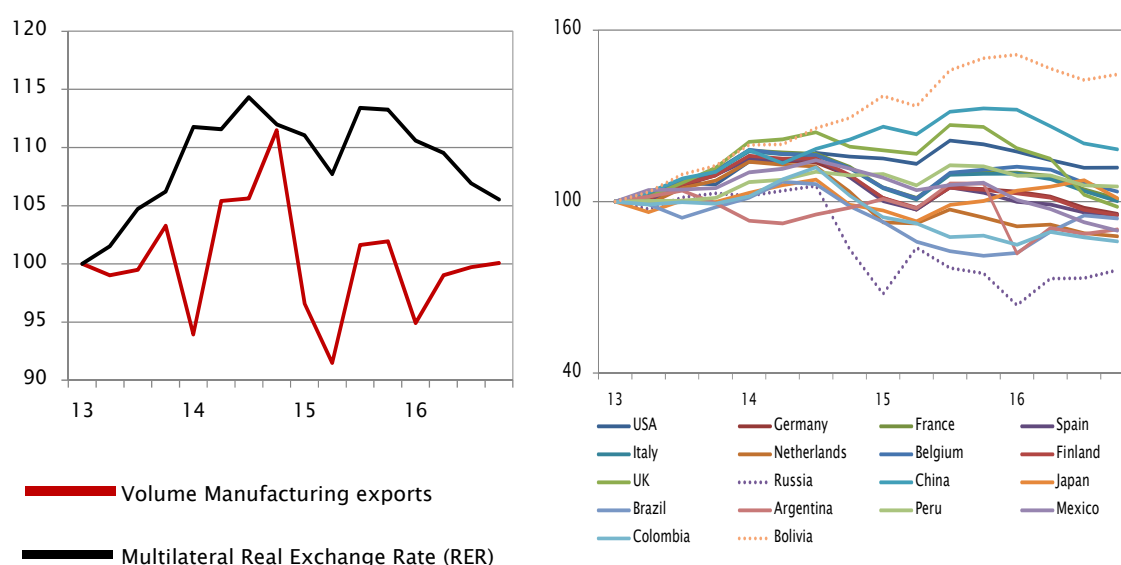 120
115
110
105
100
95
90
13 14 15 16
Volume Manufacturing exports
Multilateral Real Exchange Rate (RER)
160
100
40
13 14 15 16
USA Germany France Spain
Italy Netherlands Belgium Finland
UK Russia China Japan
Brazil Argentina Peru Mexico
Colombia Bolivia